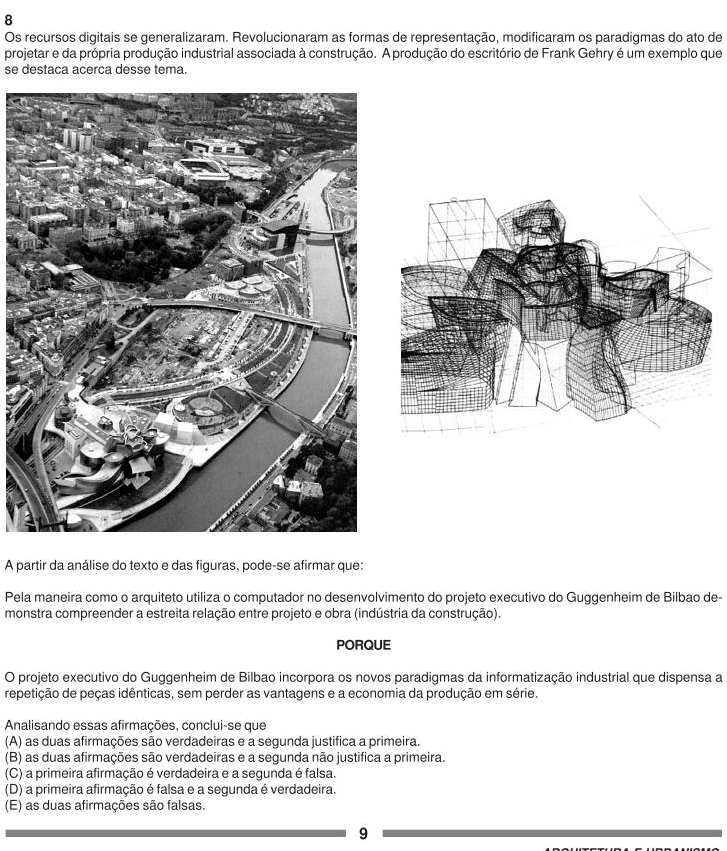 8
Os recursos digitais se generalizaram. Revolucionaram as formas de representação, modificaram os paradigmas do ato de
projetar e da própria produção industrial associada à construção. A produção do escritório de Frank Gehry é um exemplo que
se destaca acerca desse tema.
A partir da análise do texto e das figuras, pode-se afirmar que:
Pela maneira como o arquiteto utiliza o computador no desenvolvimento do projeto executivo do Guggenheim de Bilbao de-
monstra compreender a estreita relação entre projeto e obra (indústria da construção).
PORQUE
O projeto executivo do Guggenheim de Bilbao incorpora os novos paradigmas da informatização industrial que dispensa a
repetição de peças idênticas, sem perder as vantagens e a economia da produção em série.
Analisando essas afirmações, conclui-se que
(A) as duas afirmações são verdadeiras e a segunda justifica a primeira.
(B) as duas afirmações são verdadeiras e a segunda não justifica a primeira.
(C) a primeira afirmação é verdadeira e a segunda é falsa.
(D) a primeira afirmação é falsa e a segunda é verdadeira.
(E) as duas afirmações são falsas.
9
ARQUITETURA E URBANISMO